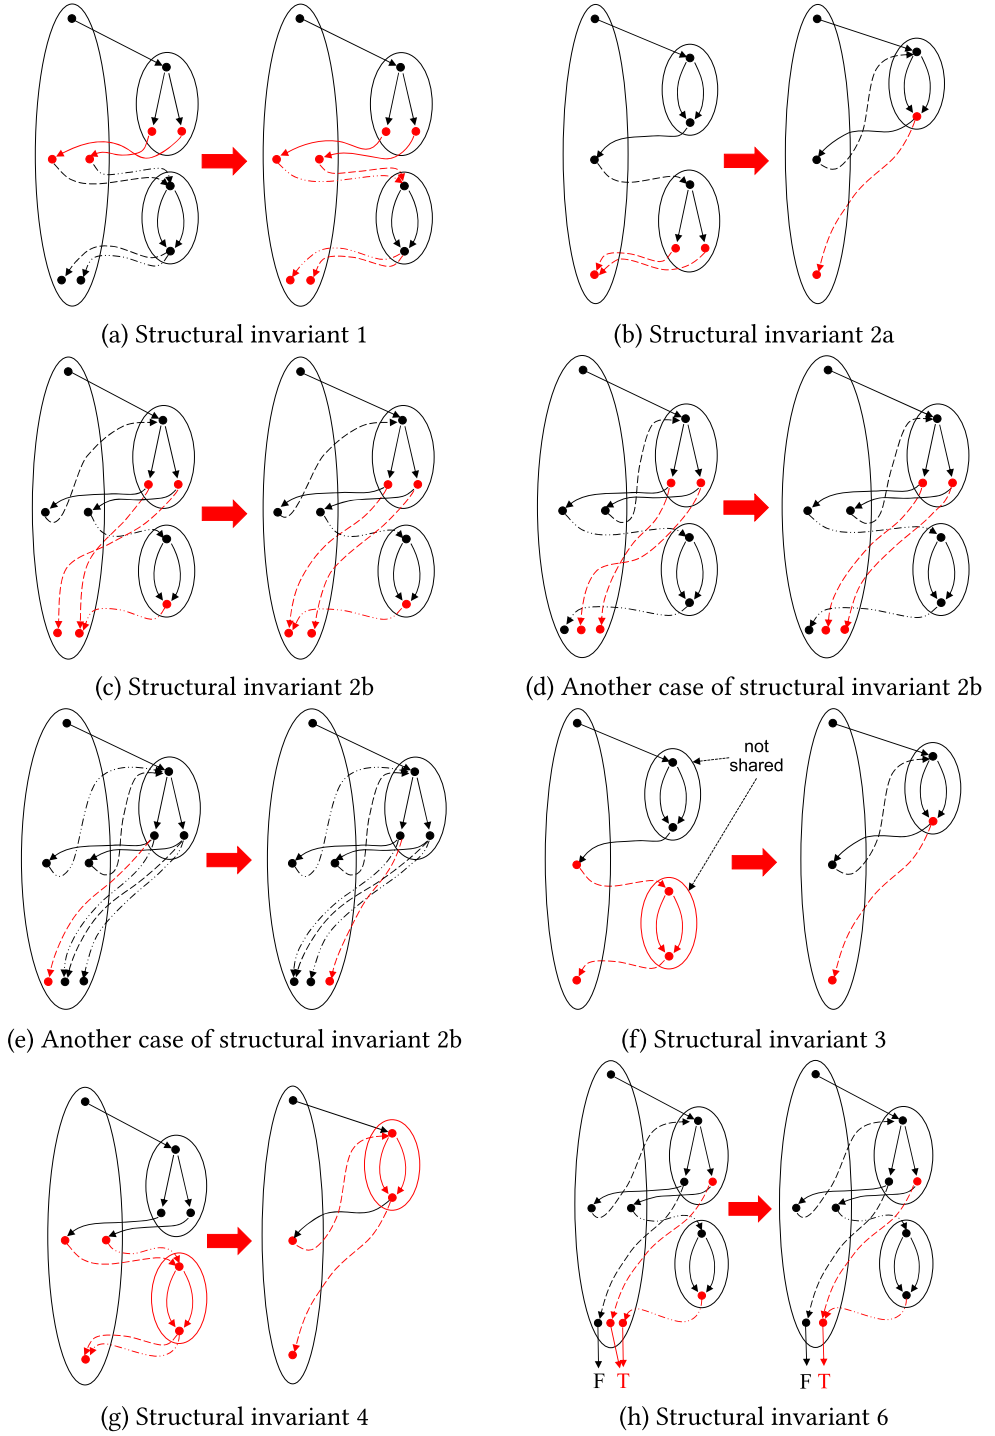 (a) Structural invariant 1
(b) Structural invariant 2a
(c) Structural invariant 2b
(d) Another case of structural invariant 2b
not
shared
(e) Another case of structural invariant 2b
(f) Structural invariant 3
F T
F T
(g) Structural invariant 4
(h) Structural invariant 6